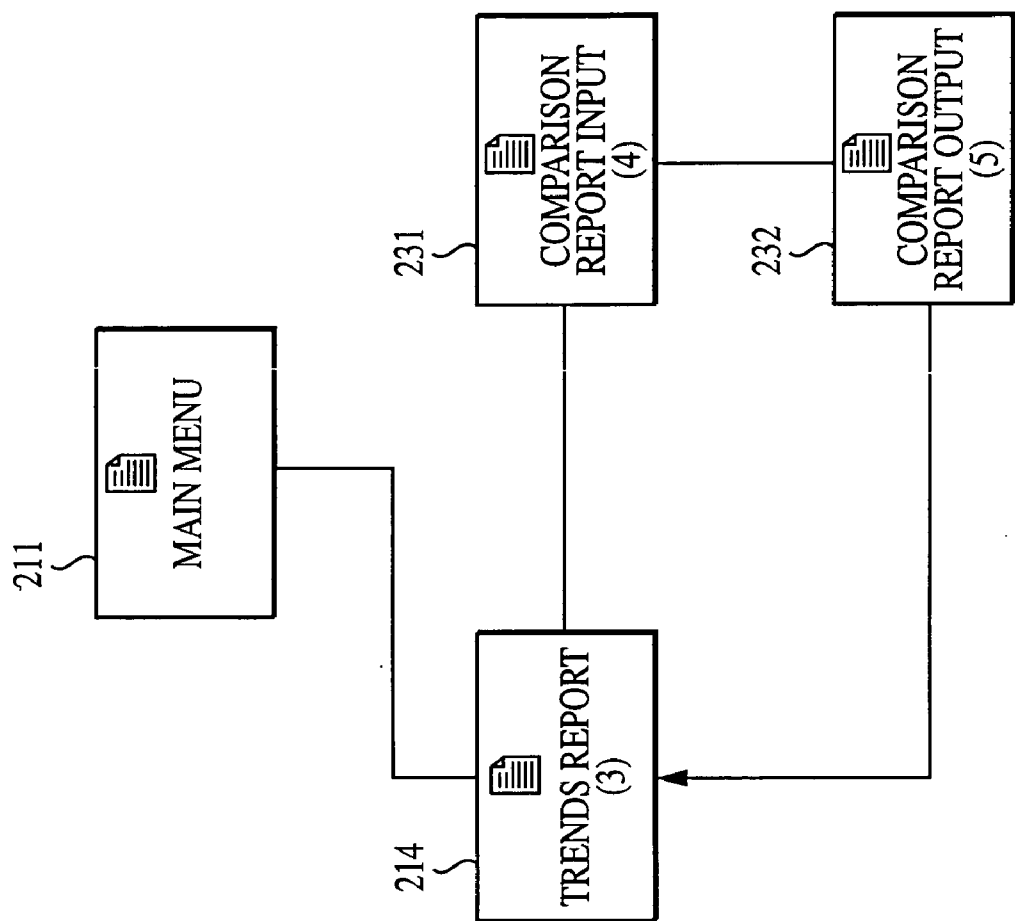 211
MAIN MENU
214
TRENDS REPORT
(3)
231
COMPARISON
REPORT INPUT
(4)
232
COMPARISON
REPORT OUTPUT
(5)